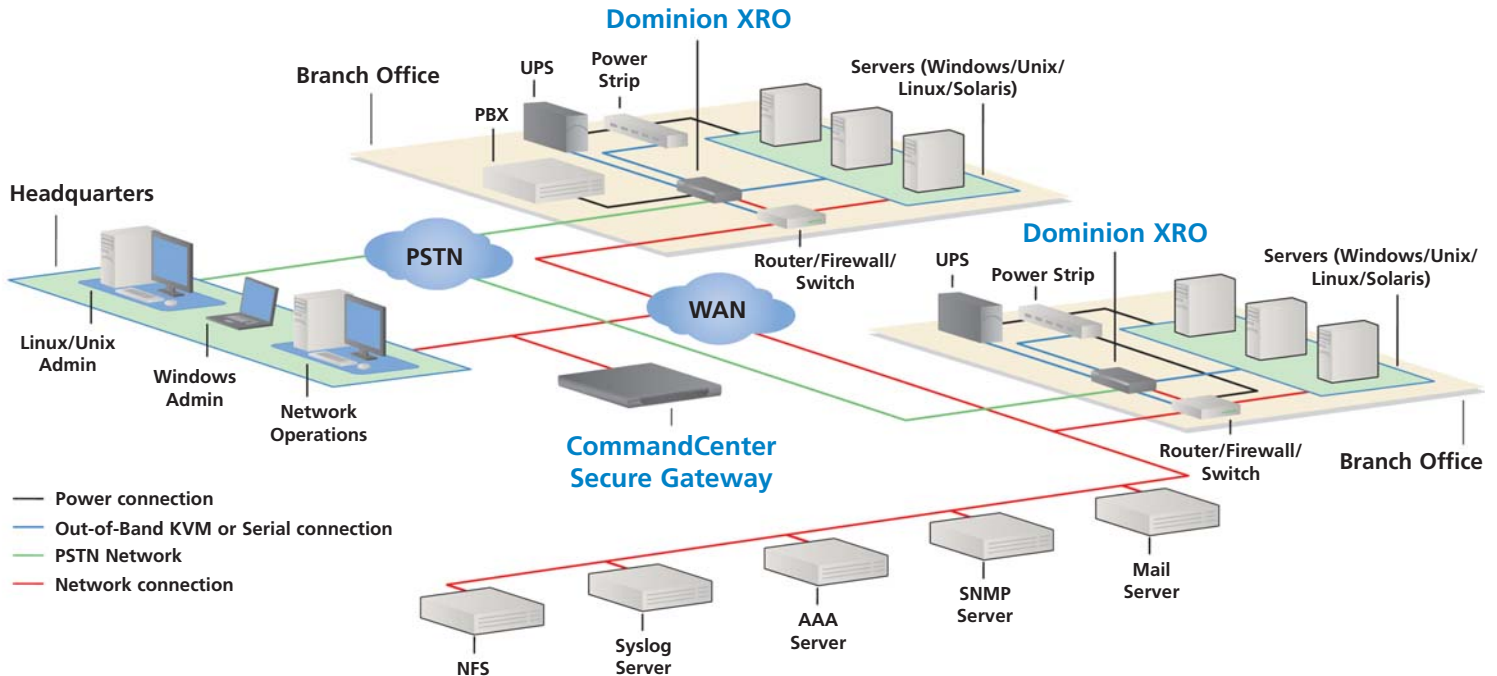 Dominion XRO
Branch Office
UPS
Power
Strip
Servers (Windows/Unix/
Linux/Solaris)
PBX
Headquarters
PSTN
Router/Firewall/
Switch
WAN
Linux/Unix
Admin
Windows
Admin
Network
Operations
Dominion XRO
UPS
Power Strip
Servers (Windows/Unix/
Linux/Solaris)
Router/Firewall/
Switch
Branch Office
CommandCenter
Secure Gateway
Power connection
Out-of-Band KVM or Serial connection
PSTN Network
Network connection
NFS
Syslog
Server
AAA
Server
SNMP
Server
Mail
Server